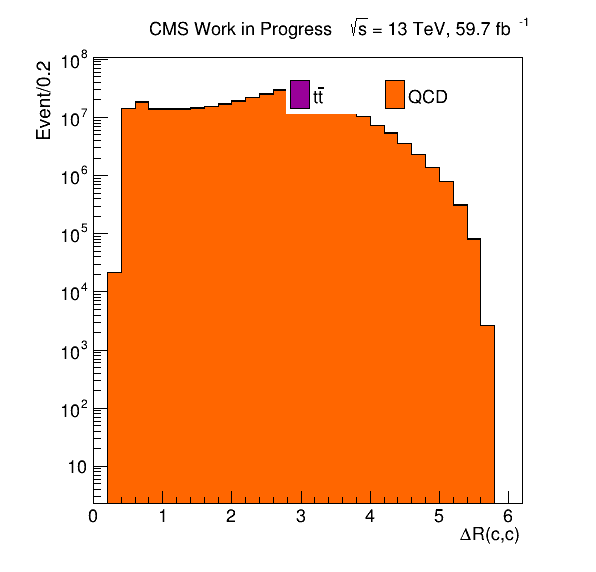 CMS Work in Progress √s = 13 TeV, 59.7 fb⁻¹
Event/0.2
10⁸
10⁷
10⁶
10⁵
10⁴
10³
10²
10
tt̄
QCD
0 1 2 3 4 5 6
ΔR(c,c)